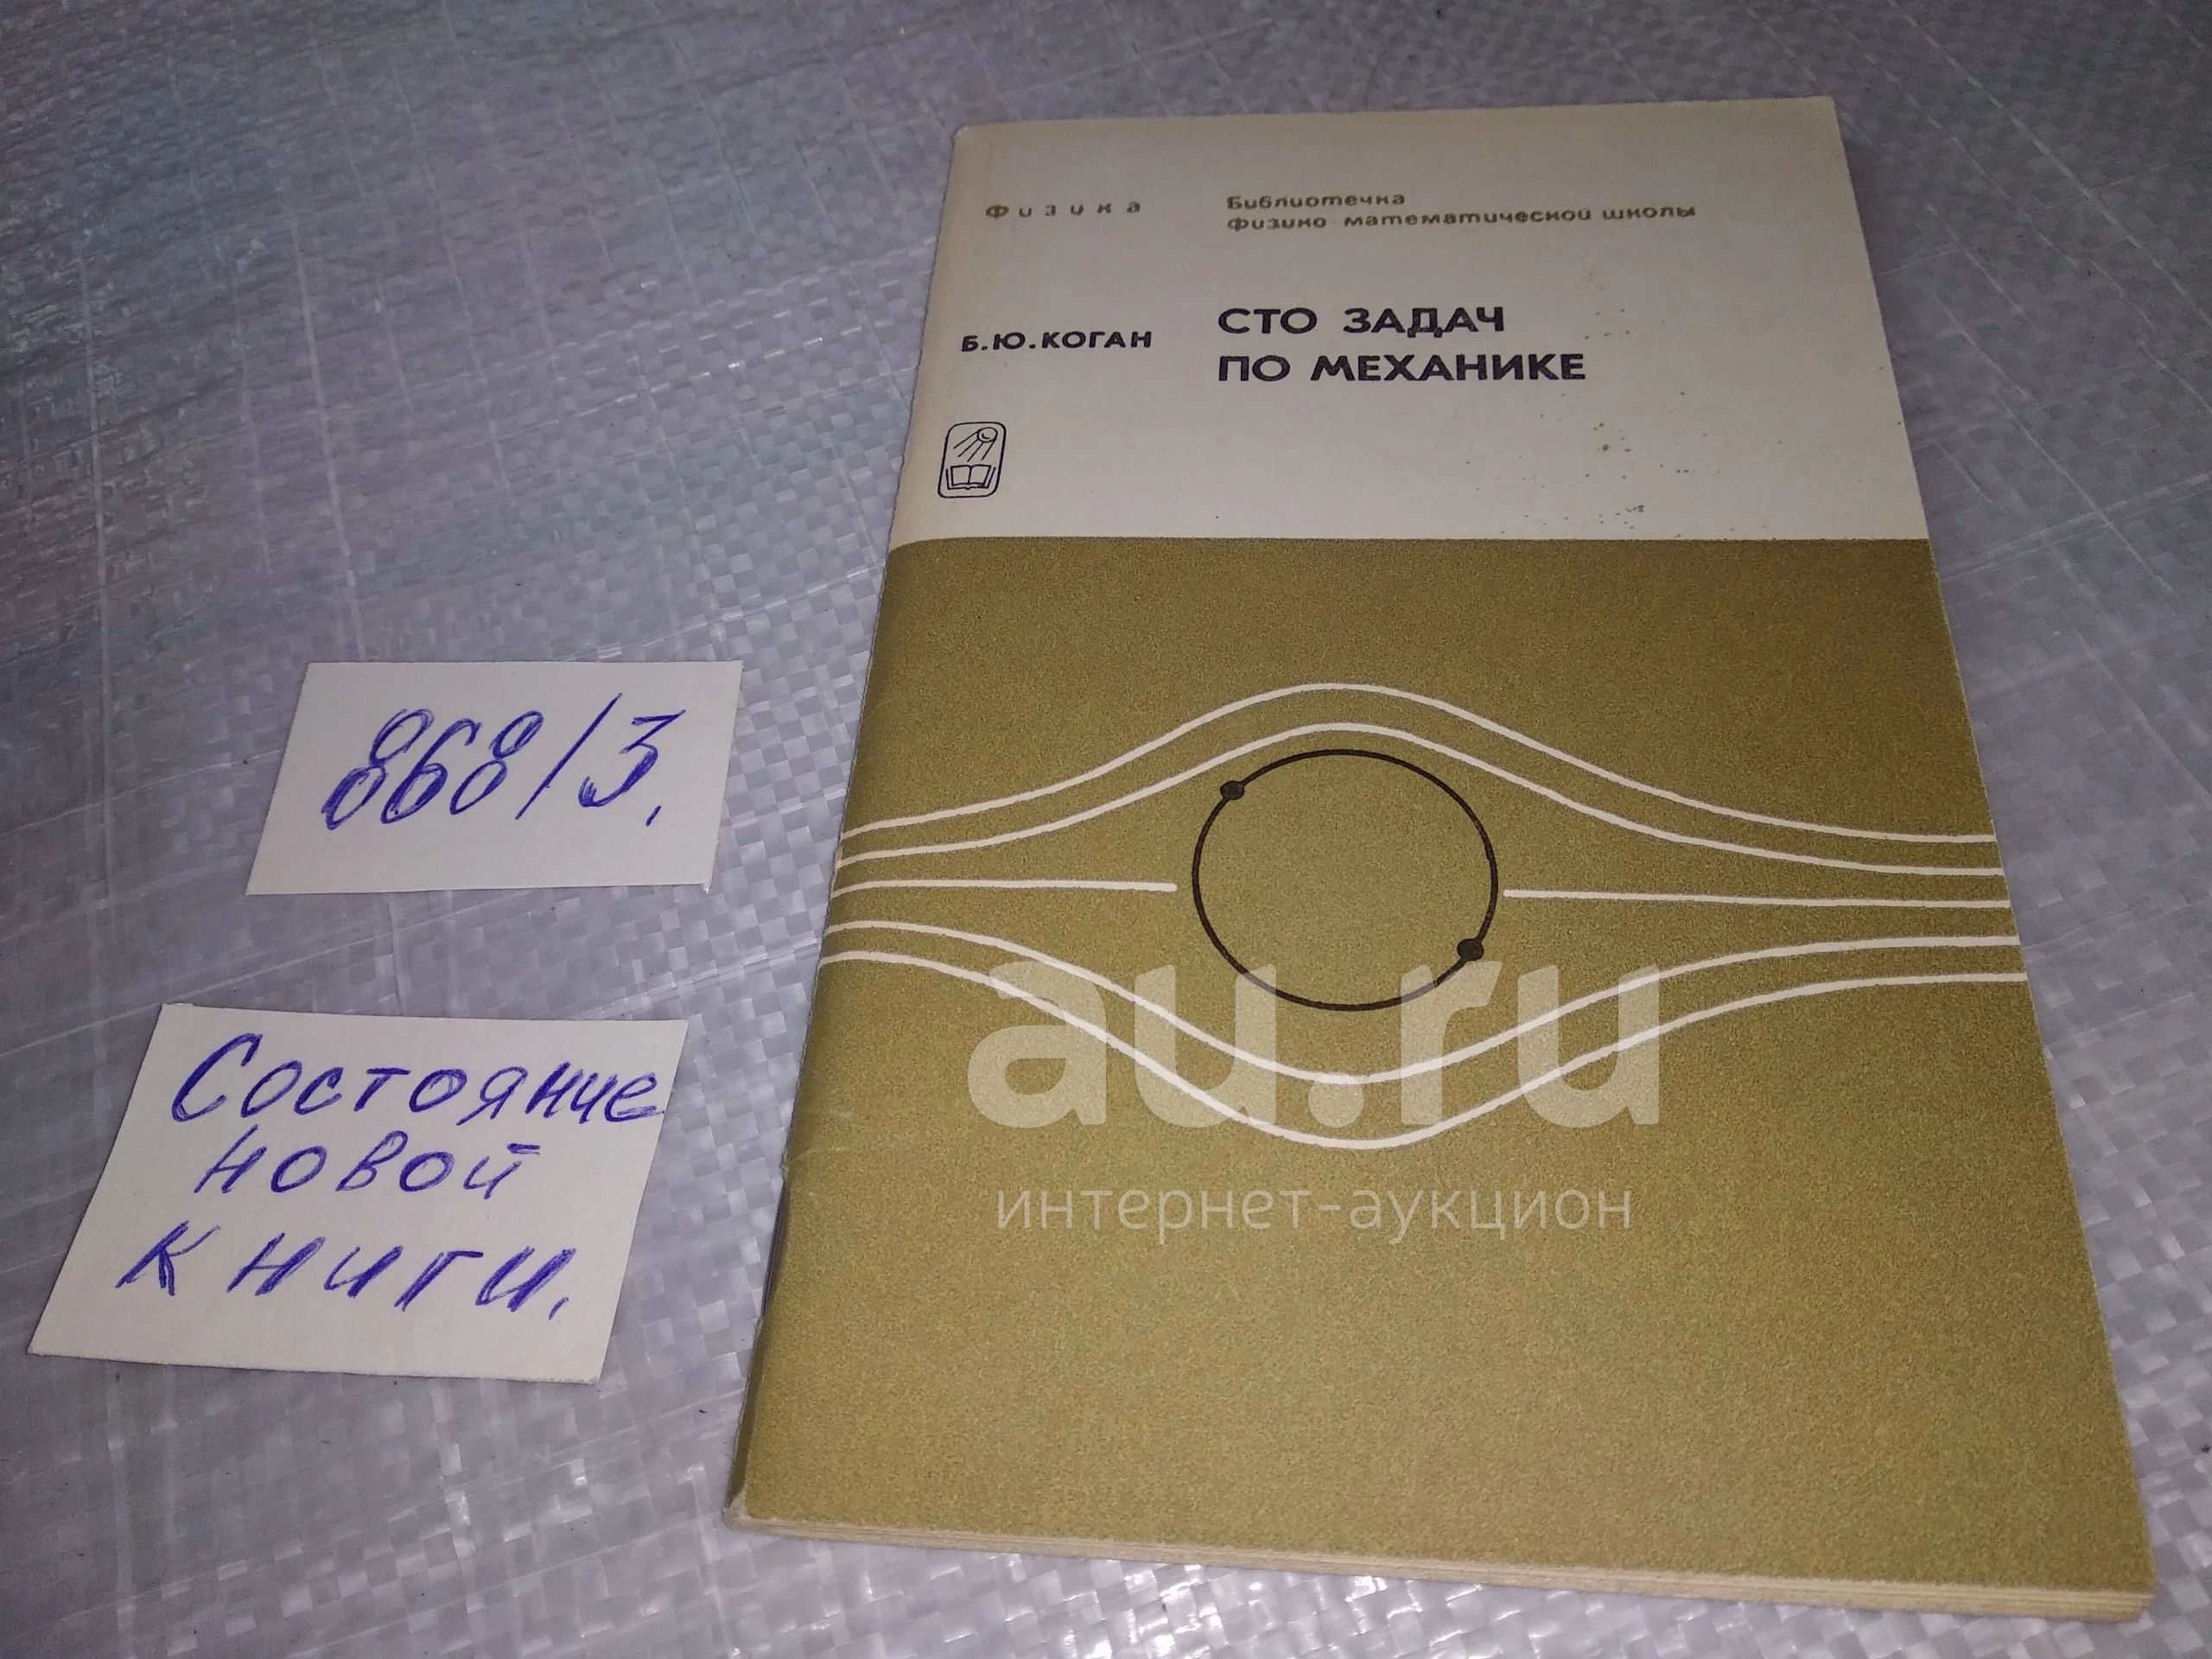 Физика
Библиотечка
физико-математической школы
Б.Ю.КОГАН
СТО ЗАДАЧ
ПО МЕХАНИКЕ
868/3.
Состояние
новой
книги.
au.ru
интернет-аукцион